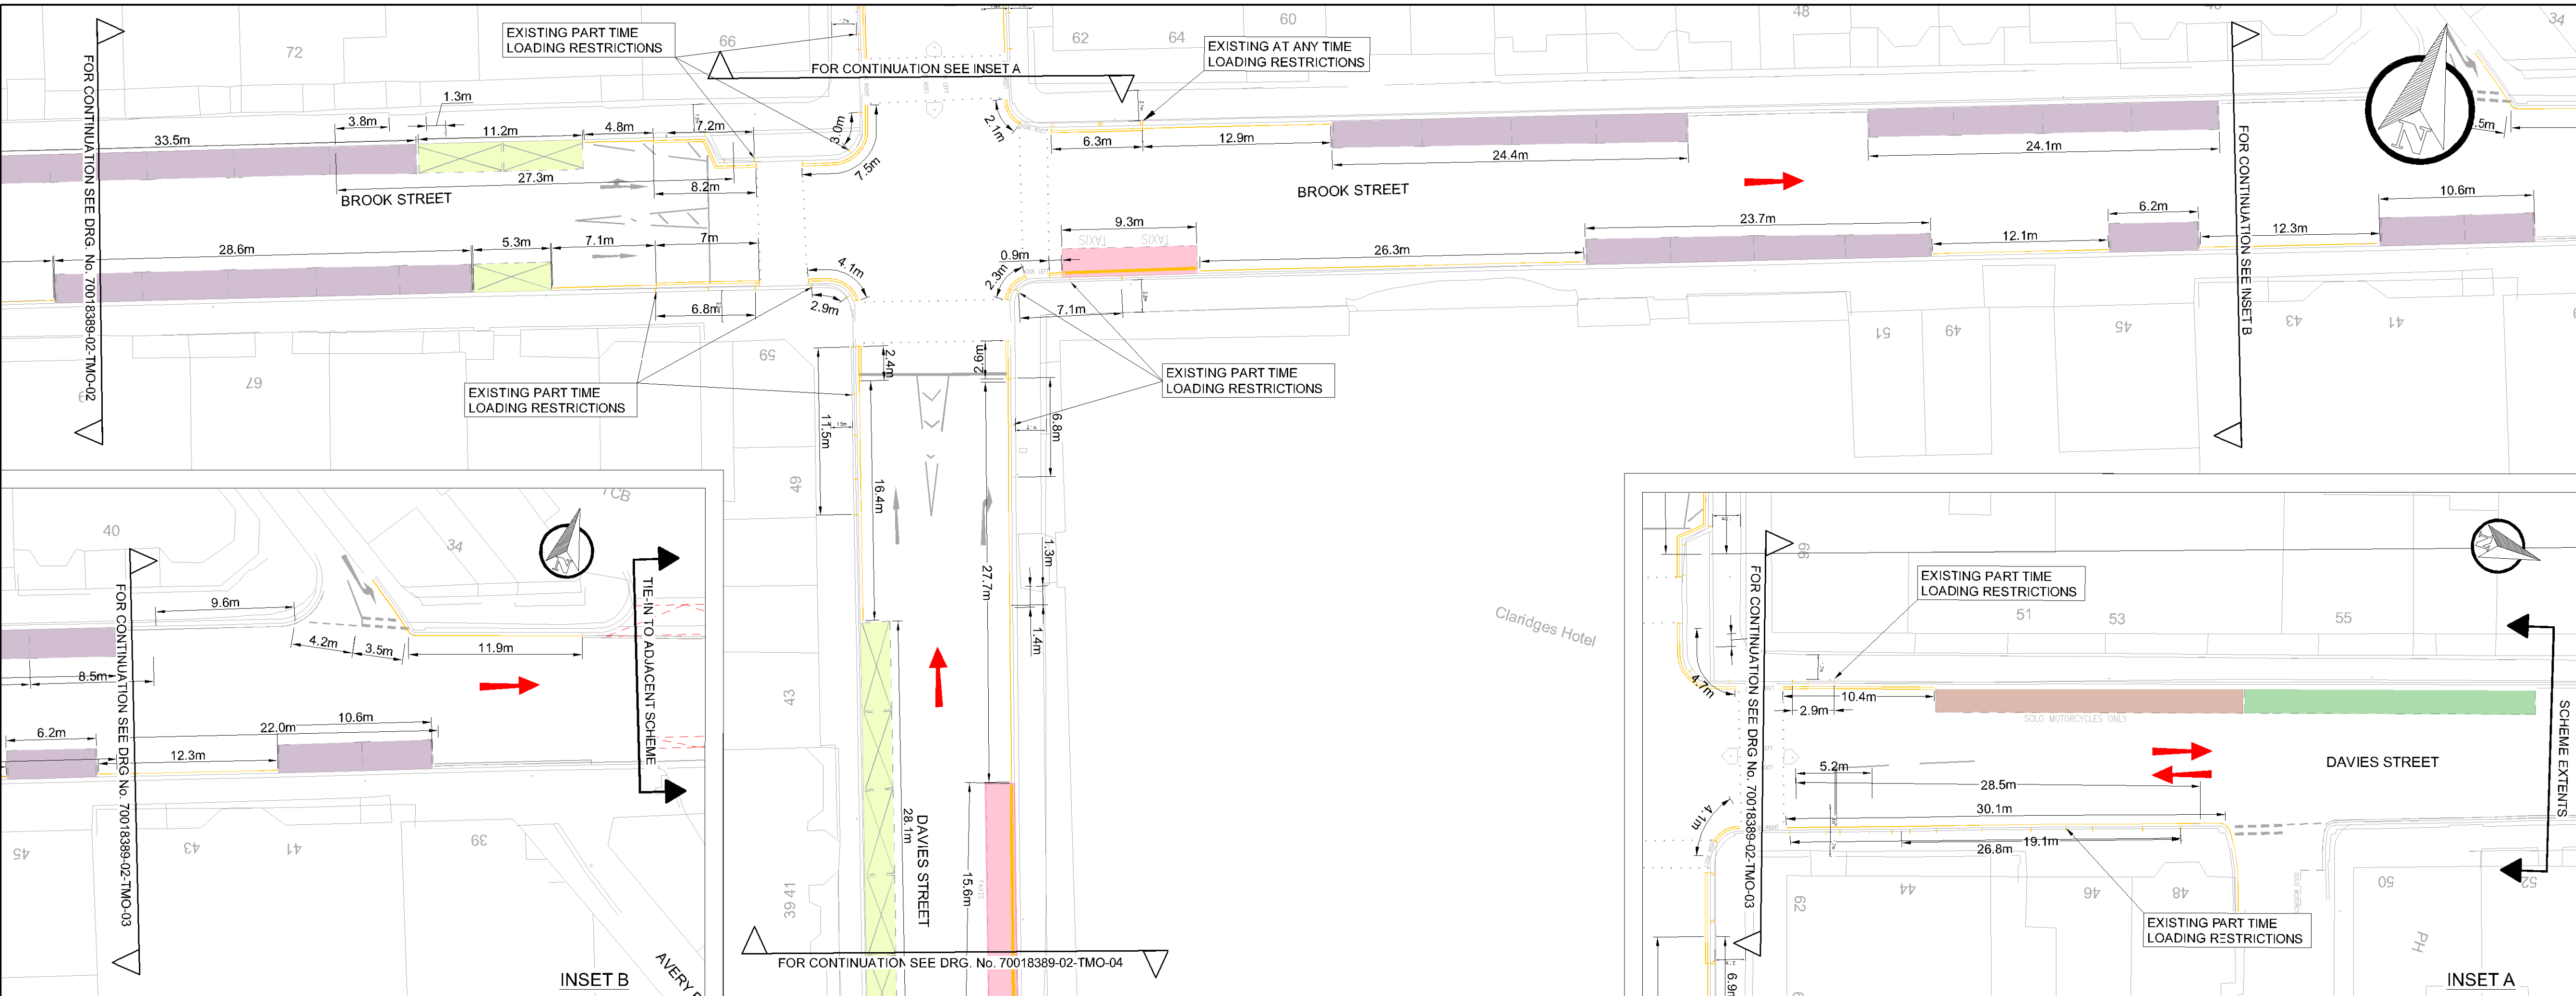 EXISTING PART TIME
LOADING RESTRICTIONS
72
66
62
64
60
48
34
FOR CONTINUATION SEE INSET A
EXISTING AT ANY TIME
LOADING RESTRICTIONS
FOR CONTINUATION SEE DRG. No. 70018389-02-TMO-02
1.3m
3.8m
11.2m
4.8m
7.2m
33.5m
27.3m
8.2m
3.0m
7.5m
2.1m
6.3m
12.9m
24.4m
24.1m
BROOK STREET
BROOK STREET
N
FOR CONTINUATION SEE INSET B
28.6m
5.3m
7.1m
7m
6.8m
4.1m
2.9m
2.3m
0.9m
9.3m
TAXIS
TAXIS
7.1m
26.3m
23.7m
12.1m
6.2m
12.3m
10.6m
67
59
51
49
45
43
41
EXISTING PART TIME
LOADING RESTRICTIONS
EXISTING PART TIME
LOADING RESTRICTIONS
2.4m
2.6m
11.5m
16.4m
6.8m
27.7m
1.3m
1.4m
49
43
3941
28.1m
DAVIES STREET
15.6m
TAXIS
Claridges Hotel
FOR CONTINUATION SEE DRG. No. 70018389-02-TMO-04
TCB
40
34
N
FOR CONTINUATION SEE DRG No. 70018389-02-TMO-03
TIE-IN TO ADJACENT SCHEME
9.6m
4.2m
3.5m
11.9m
8.5m
6.2m
12.3m
22.0m
10.6m
45
43
41
39
INSET B
66
FOR CONTINUATION SEE DRG No. 70018389-02-TMO-03
EXISTING PART TIME
LOADING RESTRICTIONS
51
53
55
N
4.7m
10.4m
2.9m
SOLO MOTORCYCLES ONLY
5.2m
28.5m
30.1m
DAVIES STREET
SCHEME EXTENTS
4.1m
19.1m
26.8m
62
44
46
48
50
52
PH
EXISTING PART TIME
LOADING RESTRICTIONS
INSET A